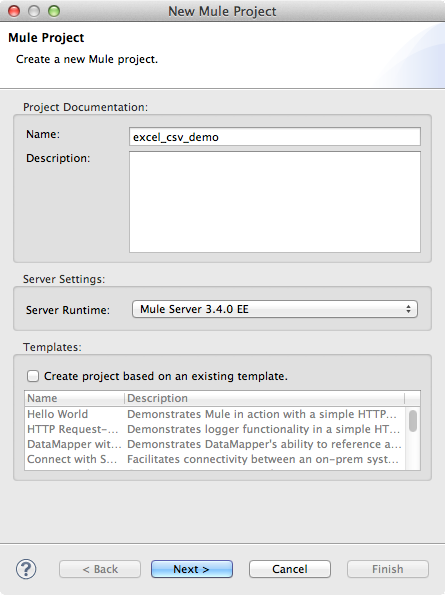 New Mule Project
Mule Project
Create a new Mule project.
Project Documentation:
Name: excel_csv_demo
Description:
Server Settings:
Server Runtime: Mule Server 3.4.0 EE
Templates:
Create project based on an existing template.
Name Description
Hello World Demonstrates Mule in action with a simple HTTP...
HTTP Request-... Demonstrates logger functionality in a simple HT...
DataMapper wit... Demonstrates DataMapper's ability to reference a...
Connect with S... Facilitates connectivity between an on-prem syst...
? < Back Next > Cancel Finish